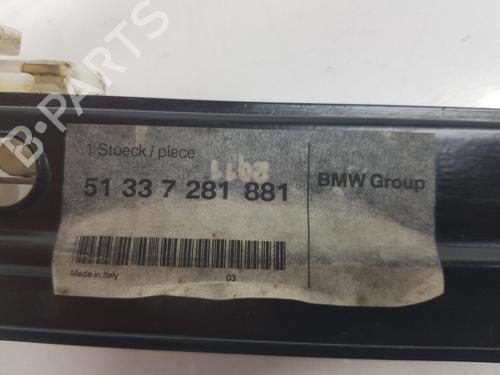 B-PARTS
1 Stueck / piece
51 33 7 281 881
BMW Group
Made in Italy
03